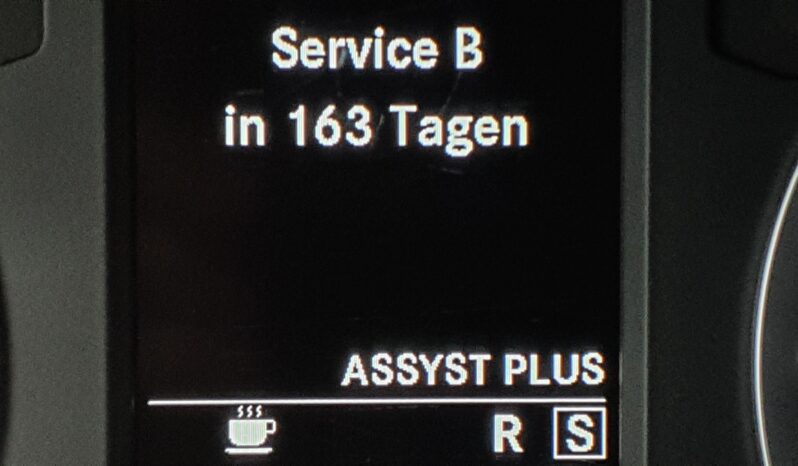 Service B
in 163 Tagen
ASSYST PLUS
R S